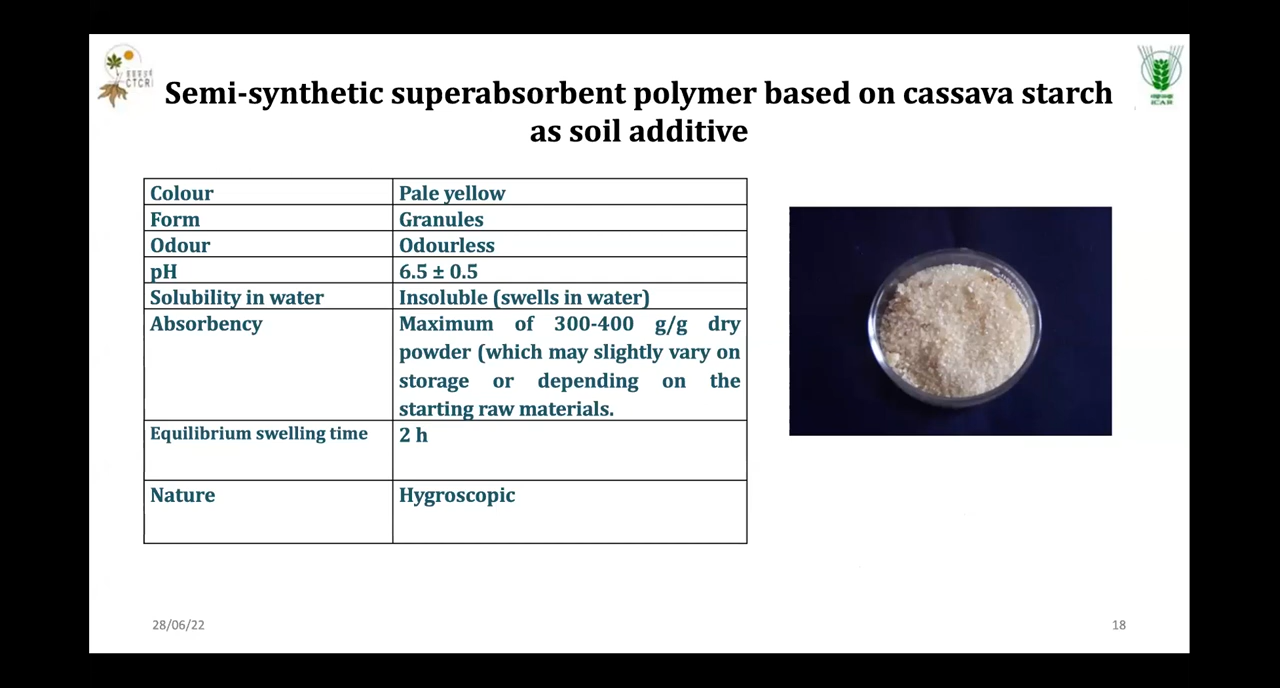 Semi-synthetic superabsorbent polymer based on cassava starch
as soil additive
CTCRI
ICAR
Colour Pale yellow
Form Granules
Odour Odourless
pH 6.5 ± 0.5
Solubility in water Insoluble (swells in water)
Absorbency Maximum of 300-400 g/g dry
powder (which may slightly vary on
storage or depending on the
starting raw materials.
Equilibrium swelling time 2 h
Nature Hygroscopic
28/06/22
18